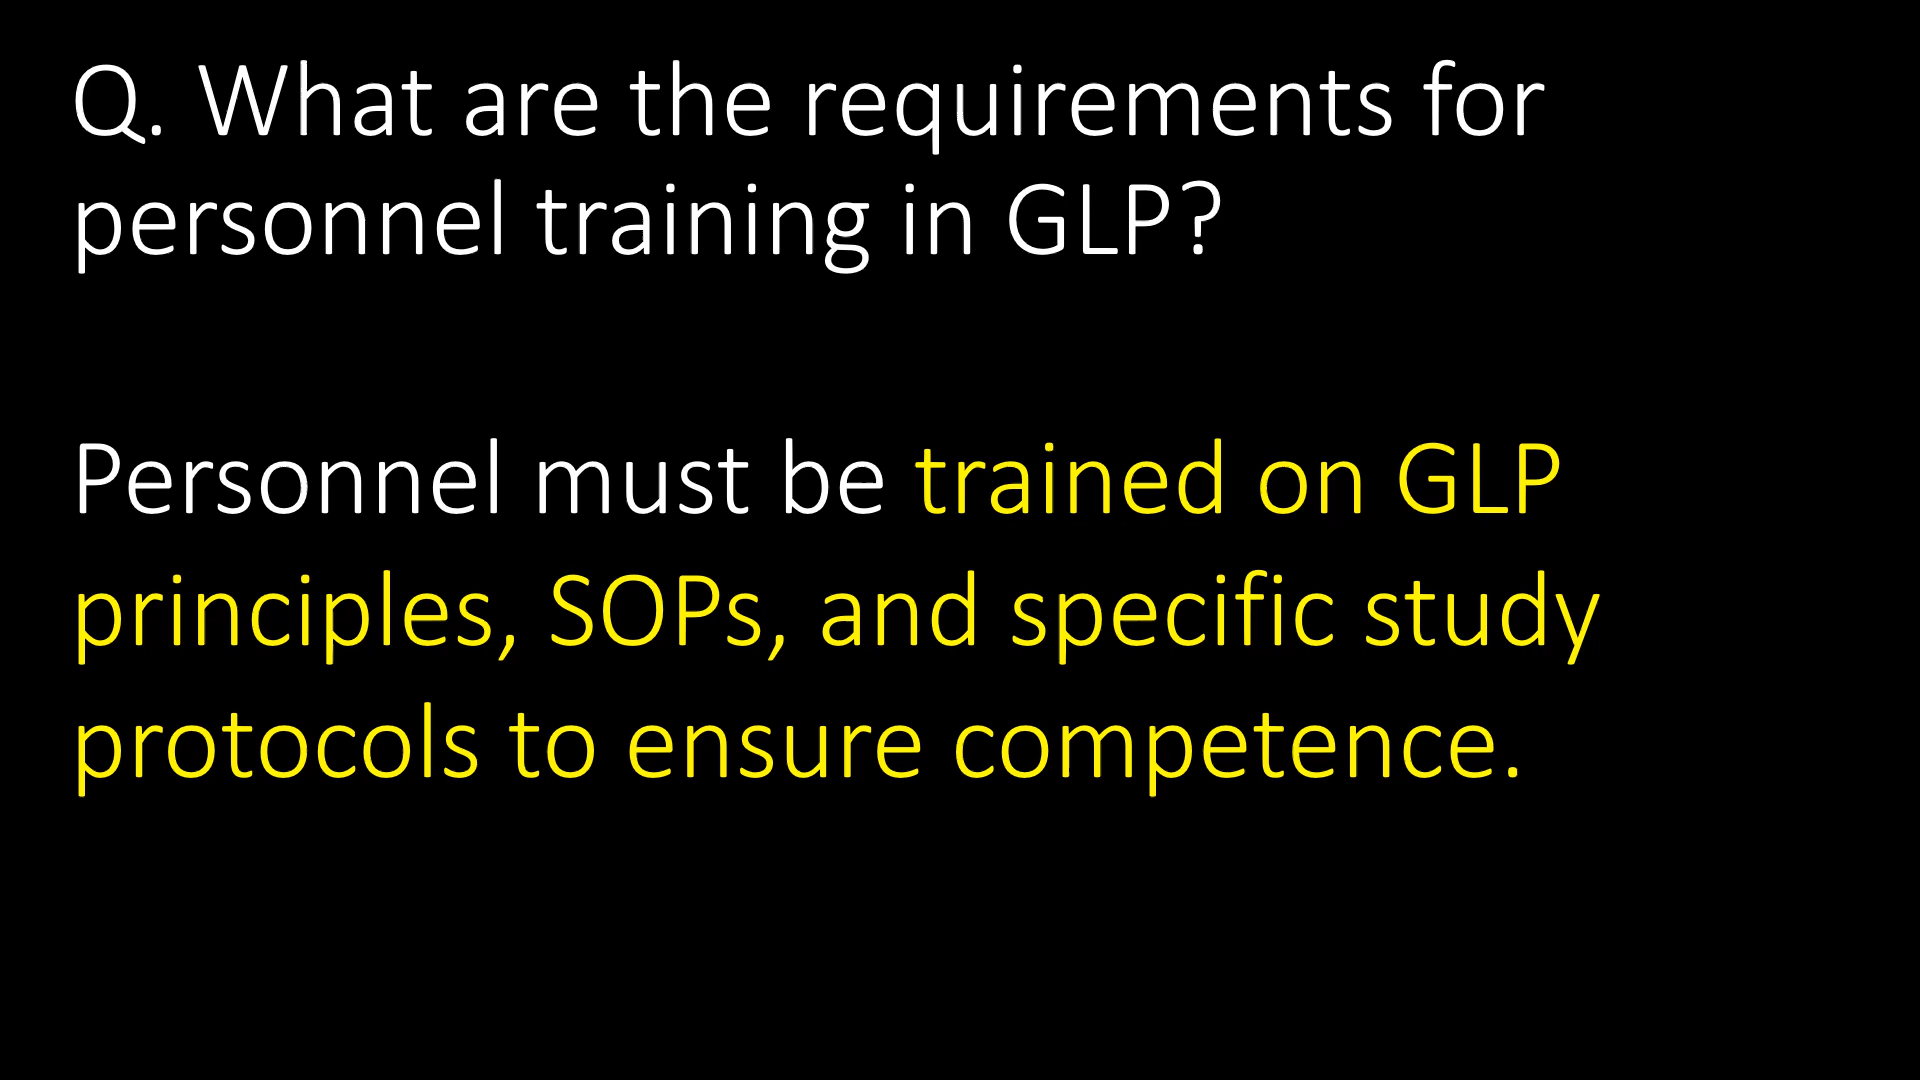 Q. What are the requirements for
personnel training in GLP?
Personnel must be trained on GLP
principles, SOPs, and specific study
protocols to ensure competence.